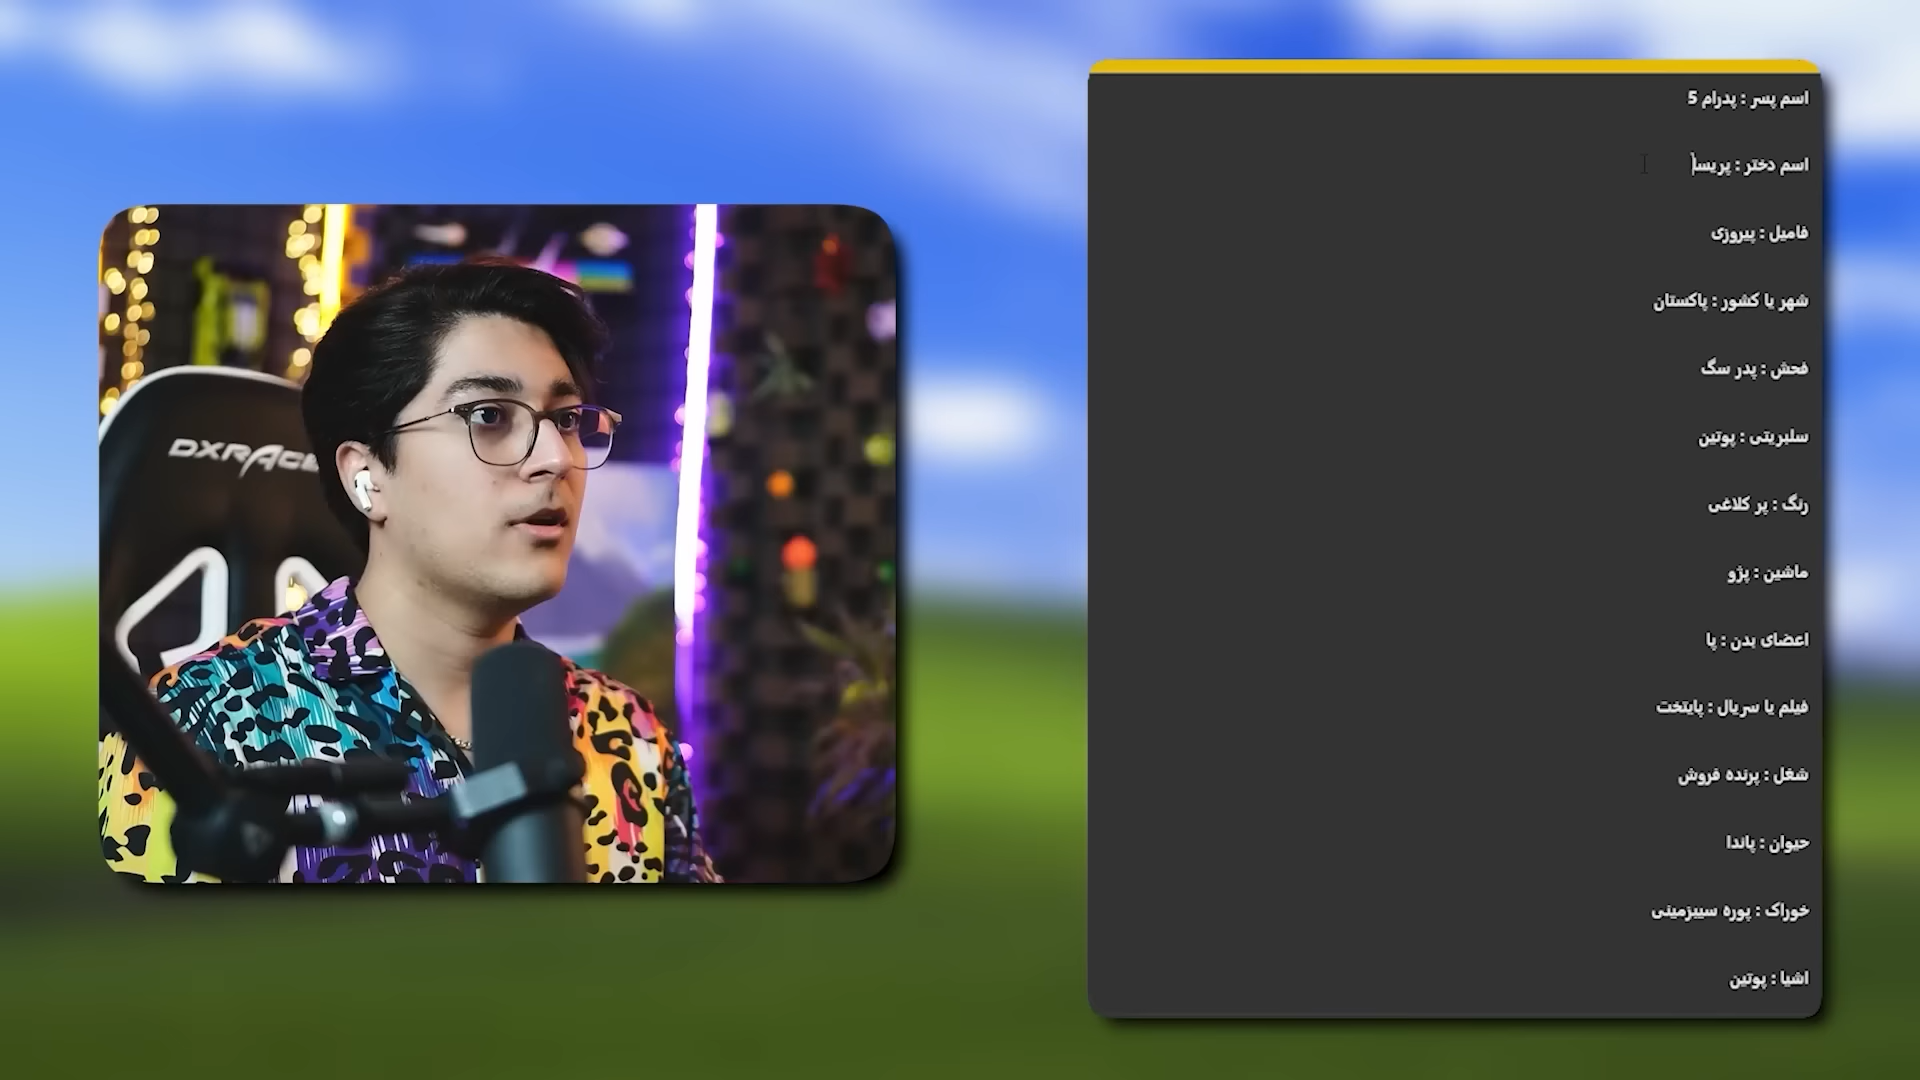 اسم پسر : پدرام 5
اسم دختر : پریسا
فامیل : پیروزی
شهر یا کشور : پاکستان
فحش : پدر سگ
سلبریتی : پوتین
رنگ : پر کلاغی
ماشین : پژو
اعضای بدن : پا
فیلم یا سریال : پایتخت
شغل : پرنده فروش
حیوان : پاندا
خوراک : پوره سیبزمینی
اشیا : پوتین
DXRACE